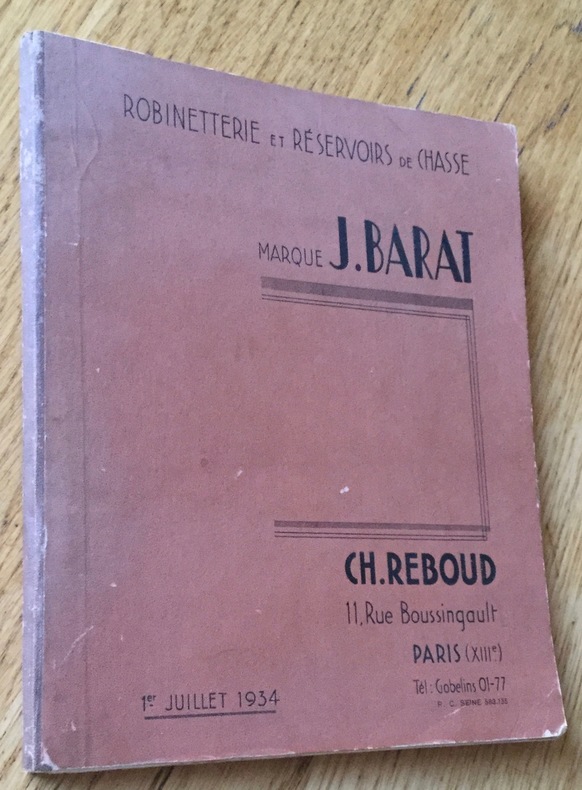 ROBINETTERIE ET RÉSERVOIRS DE CHASSE
MARQUE J.BARAT
CH.REBOUD
11, Rue Boussingault
PARIS (XIIIe)
Tél : Gobelins 01-77
R. C. SEINE
1er JUILLET 1934